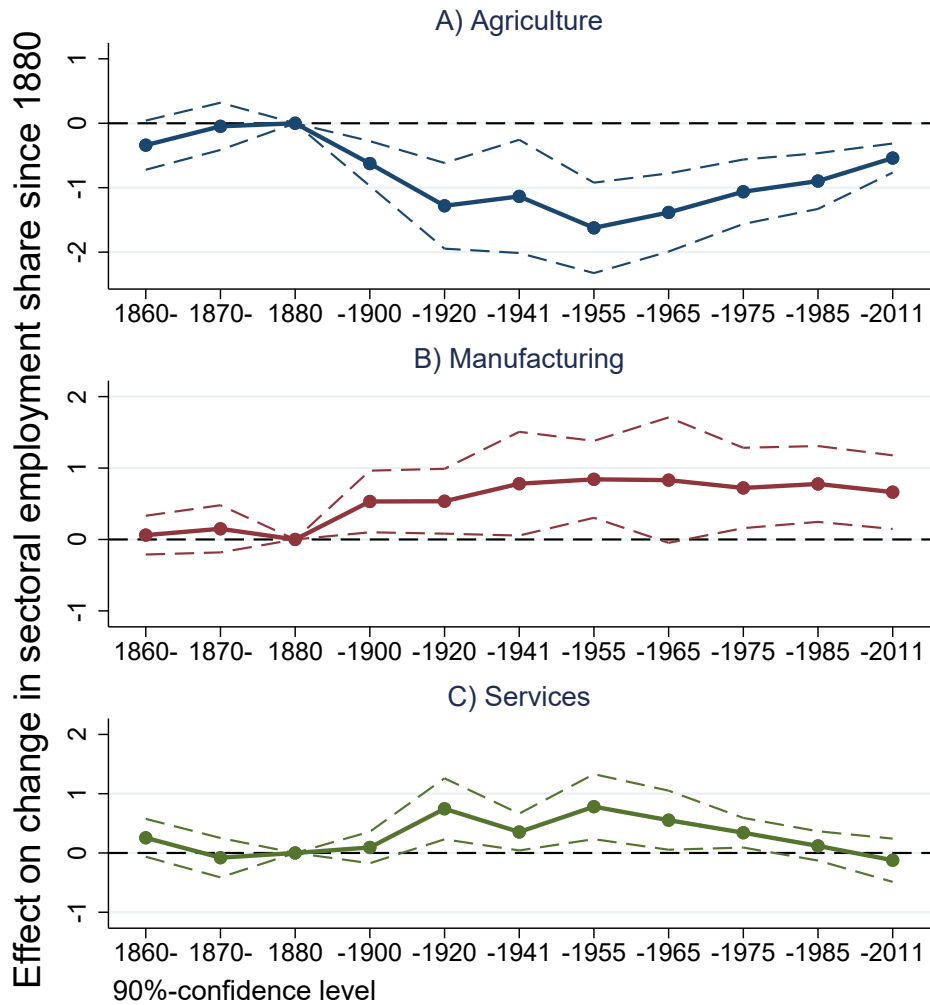 Effect on change in sectoral employment share since 1880
A) Agriculture
1
0
-1
-2
1860- 1870- 1880 -1900 -1920 -1941 -1955 -1965 -1975 -1985 -2011
B) Manufacturing
2
1
0
-1
1860- 1870- 1880 -1900 -1920 -1941 -1955 -1965 -1975 -1985 -2011
C) Services
2
1
0
-1
1860- 1870- 1880 -1900 -1920 -1941 -1955 -1965 -1975 -1985 -2011
90%-confidence level